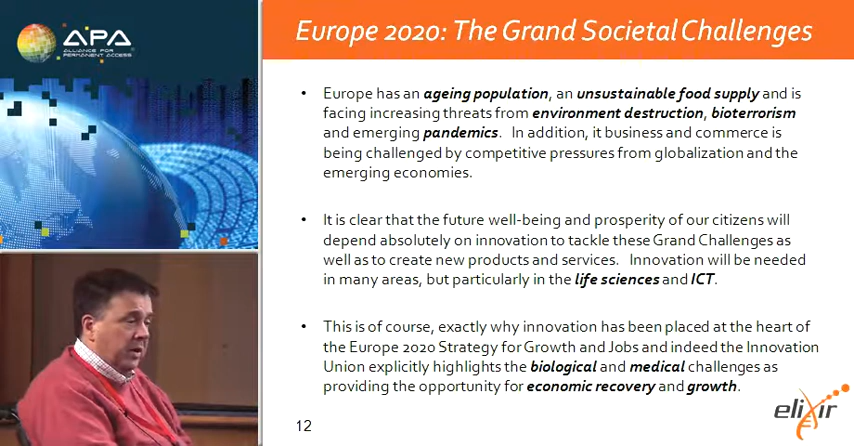 APA
ALLIANCE FOR
PERMANENT ACCESS
Europe 2020: The Grand Societal Challenges
• Europe has an ageing population, an unsustainable food supply and is
facing increasing threats from environment destruction, bioterrorism
and emerging pandemics. In addition, it business and commerce is
being challenged by competitive pressures from globalization and the
emerging economies.
• It is clear that the future well-being and prosperity of our citizens will
depend absolutely on innovation to tackle these Grand Challenges as
well as to create new products and services. Innovation will be needed
in many areas, but particularly in the life sciences and ICT.
• This is of course, exactly why innovation has been placed at the heart of
the Europe 2020 Strategy for Growth and Jobs and indeed the Innovation
Union explicitly highlights the biological and medical challenges as
providing the opportunity for economic recovery and growth.
12
elixir